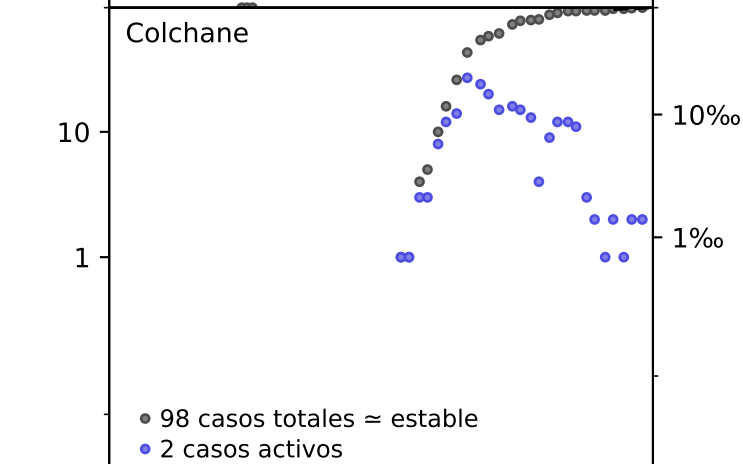 Colchane
10
10‰
1‰
1
98 casos totales ≃ estable
2 casos activos